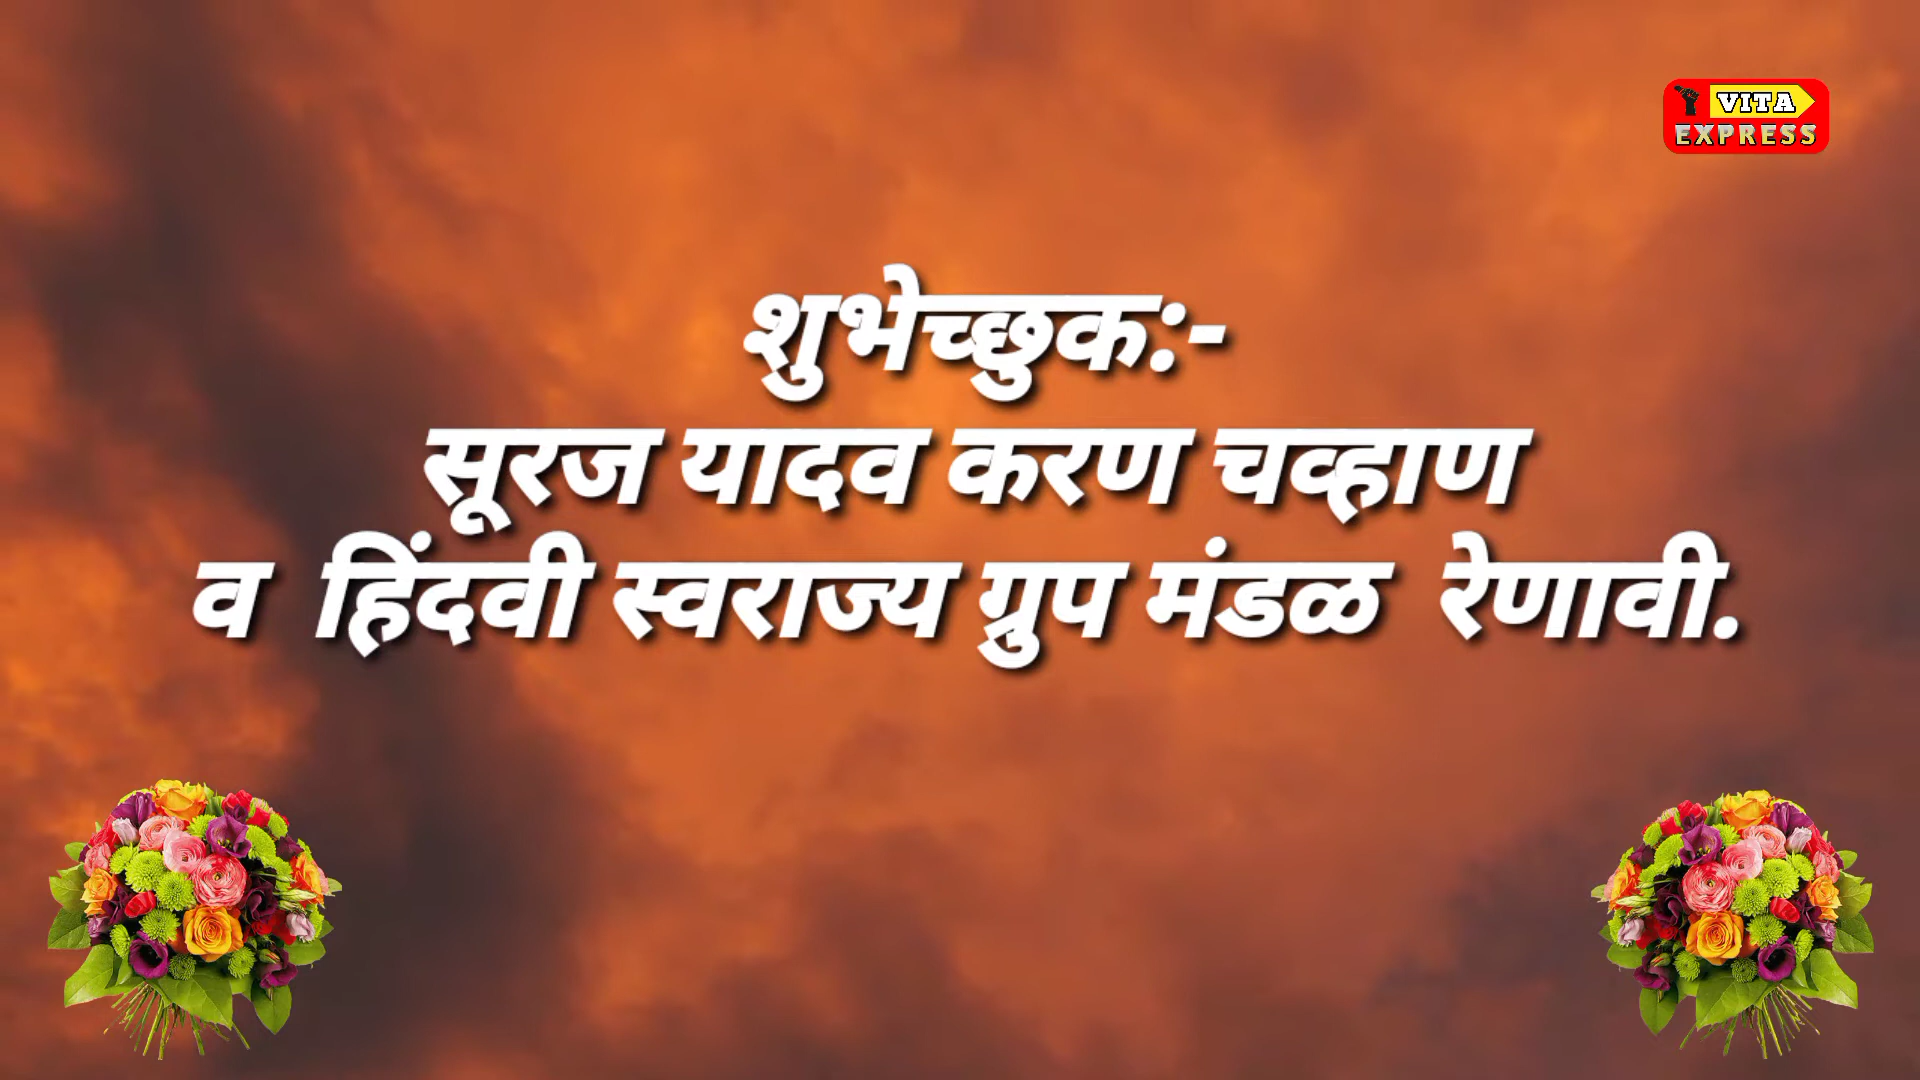 VITA
EXPRESS
शुभेच्छुक:-
सूरज यादव करण चव्हाण
व हिंदवी स्वराज्य ग्रुप मंडळ रेणावी.